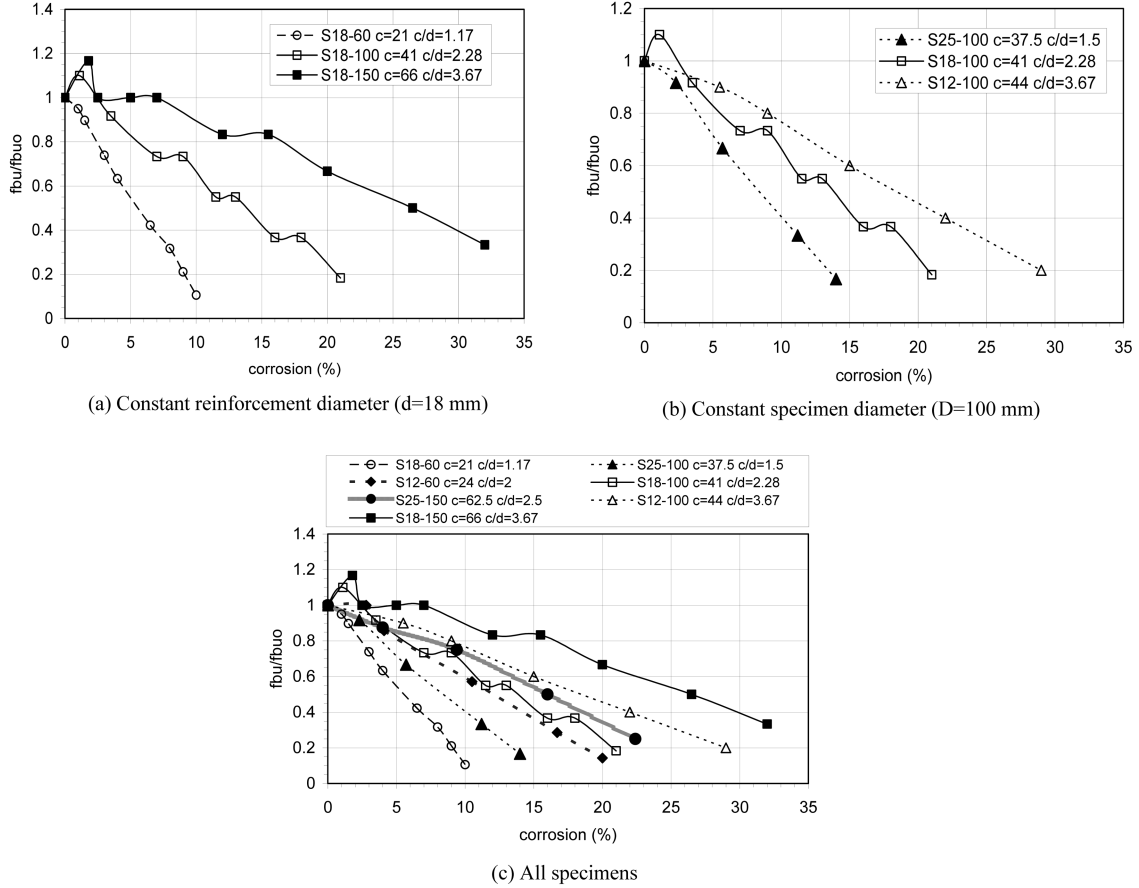 S18-60 c=21 c/d=1.17
S18-100 c=41 c/d=2.28
S18-150 c=66 c/d=3.67
1.4
1.2
1
0.8
0.6
0.4
0.2
0
fbu/fbuo
0 5 10 15 20 25 30 35
corrosion (%)
(a) Constant reinforcement diameter (d=18 mm)
S25-100 c=37.5 c/d=1.5
S18-100 c=41 c/d=2.28
S12-100 c=44 c/d=3.67
1.2
1
0.8
0.6
0.4
0.2
0
fbu/fbuo
0 5 10 15 20 25 30 35
corrosion (%)
(b) Constant specimen diameter (D=100 mm)
S18-60 c=21 c/d=1.17
S12-60 c=24 c/d=2
S25-150 c=62.5 c/d=2.5
S18-150 c=66 c/d=3.67
S25-100 c=37.5 c/d=1.5
S18-100 c=41 c/d=2.28
S12-100 c=44 c/d=3.67
1.4
1.2
1
0.8
0.6
0.4
0.2
0
fbu/fbuo
0 5 10 15 20 25 30 35
corrosion (%)
(c) All specimens